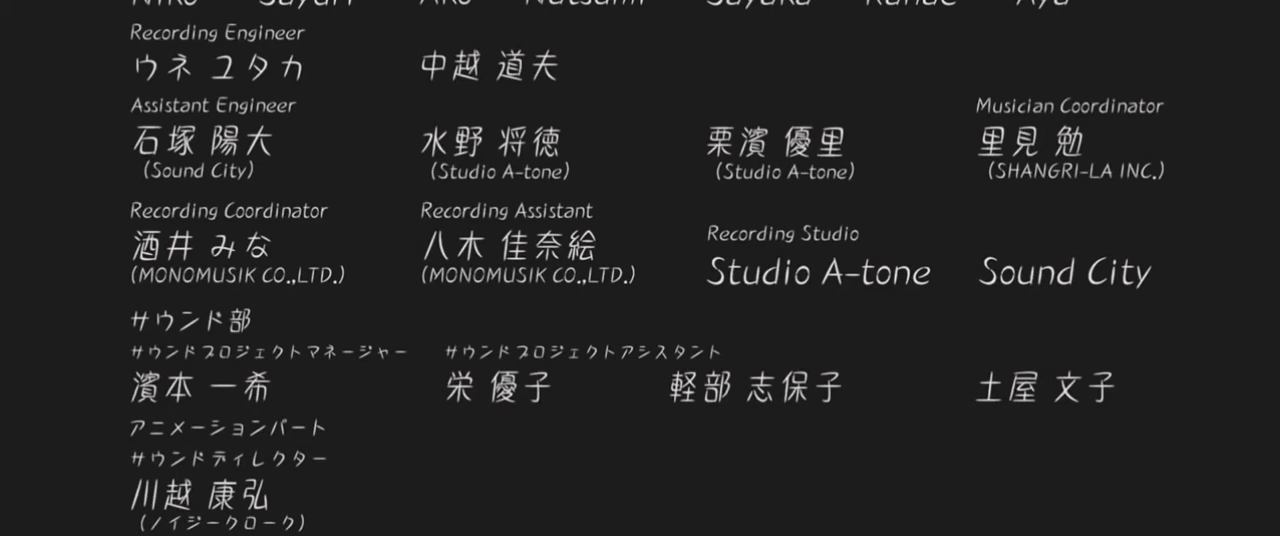 Recording Engineer
ウネ ユタカ 中越 道夫
Assistant Engineer Musician Coordinator
石塚 陽大 水野 将徳 栗濱 優里 里見 勉
(Sound City) (Studio A-tone) (Studio A-tone) (SHANGRI-LA INC.)
Recording Coordinator Recording Assistant
Recording Studio
酒井 みな 八木 佳奈絵
(MONOMUSIK CO.,LTD.) (MONOMUSIK CO.,LTD.) Studio A-tone Sound City
サウンド部
サウンドプロジェクトマネージャー サウンドプロジェクトアシスタント
濱本 一希 栄 優子 軽部 志保子 土屋 文子
アニメーションパート
サウンドディレクター
川越 康弘
(ノイジークローク)